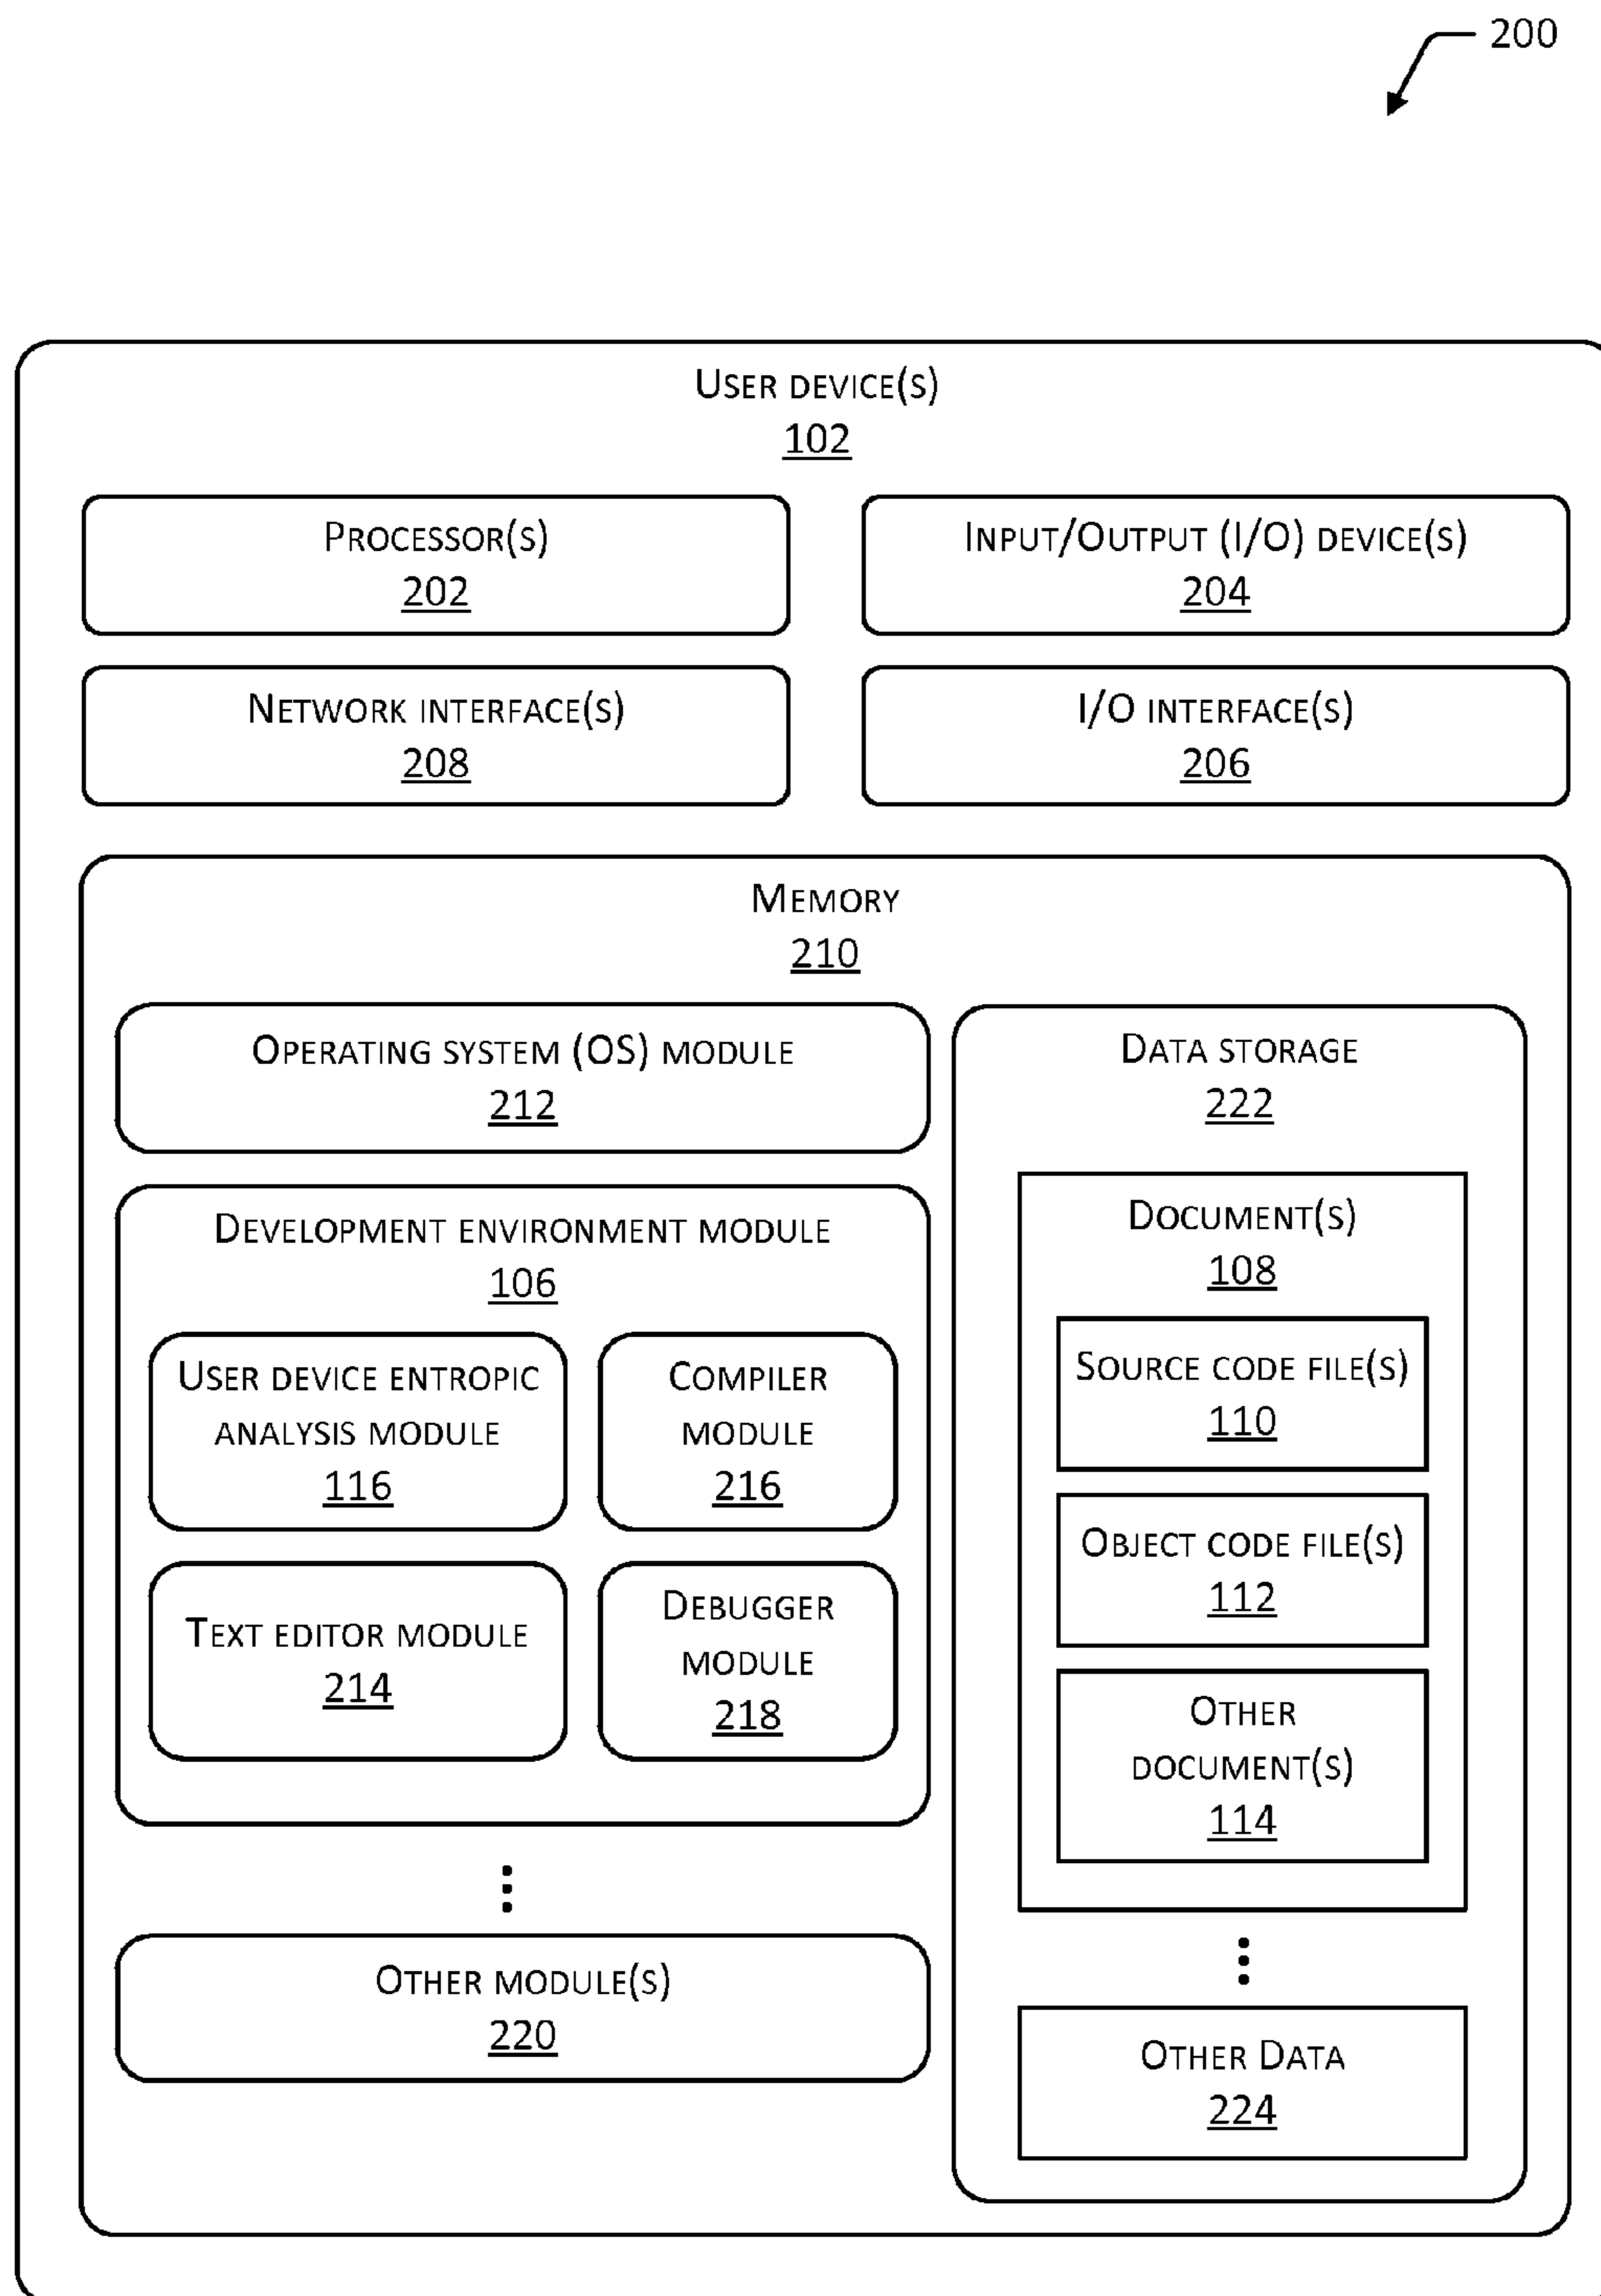 200
USER DEVICE(S)
102
PROCESSOR(S)
202
INPUT/OUTPUT (I/O) DEVICE(S)
204
NETWORK INTERFACE(S)
208
I/O INTERFACE(S)
206
MEMORY
210
OPERATING SYSTEM (OS) MODULE
212
DEVELOPMENT ENVIRONMENT MODULE
106
USER DEVICE ENTROPIC
ANALYSIS MODULE
116
COMPILER
MODULE
216
TEXT EDITOR MODULE
214
DEBUGGER
MODULE
218
OTHER MODULE(S)
220
DATA STORAGE
222
DOCUMENT(S)
108
SOURCE CODE FILE(S)
110
OBJECT CODE FILE(S)
112
OTHER
DOCUMENT(S)
114
OTHER DATA
224